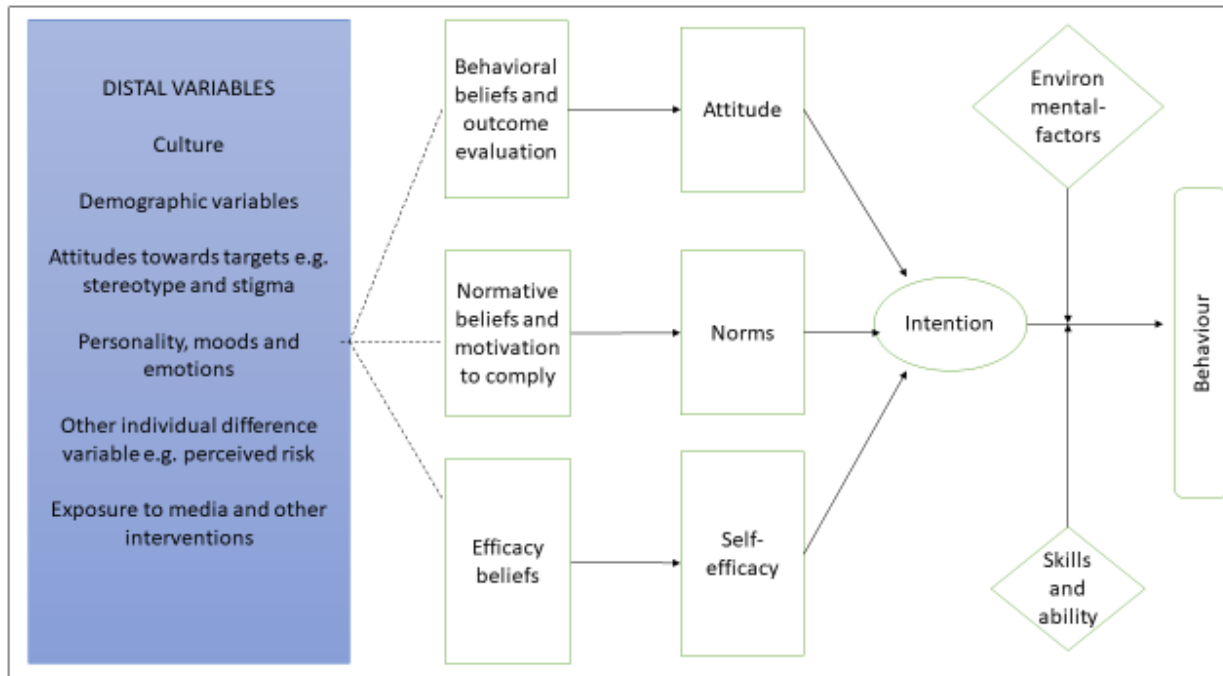 DISTAL VARIABLES
Culture
Demographic variables
Attitudes towards targets e.g.
stereotype and stigma
Personality, moods and
emotions
Other individual difference
variable e.g. perceived risk
Exposure to media and other
interventions
Behavioral
beliefs and
outcome
evaluation
Normative
beliefs and
motivation
to comply
Efficacy
beliefs
Attitude
Norms
Self-
efficacy
Intention
Environ
mental-
factors
Skills
and
ability
Behaviour